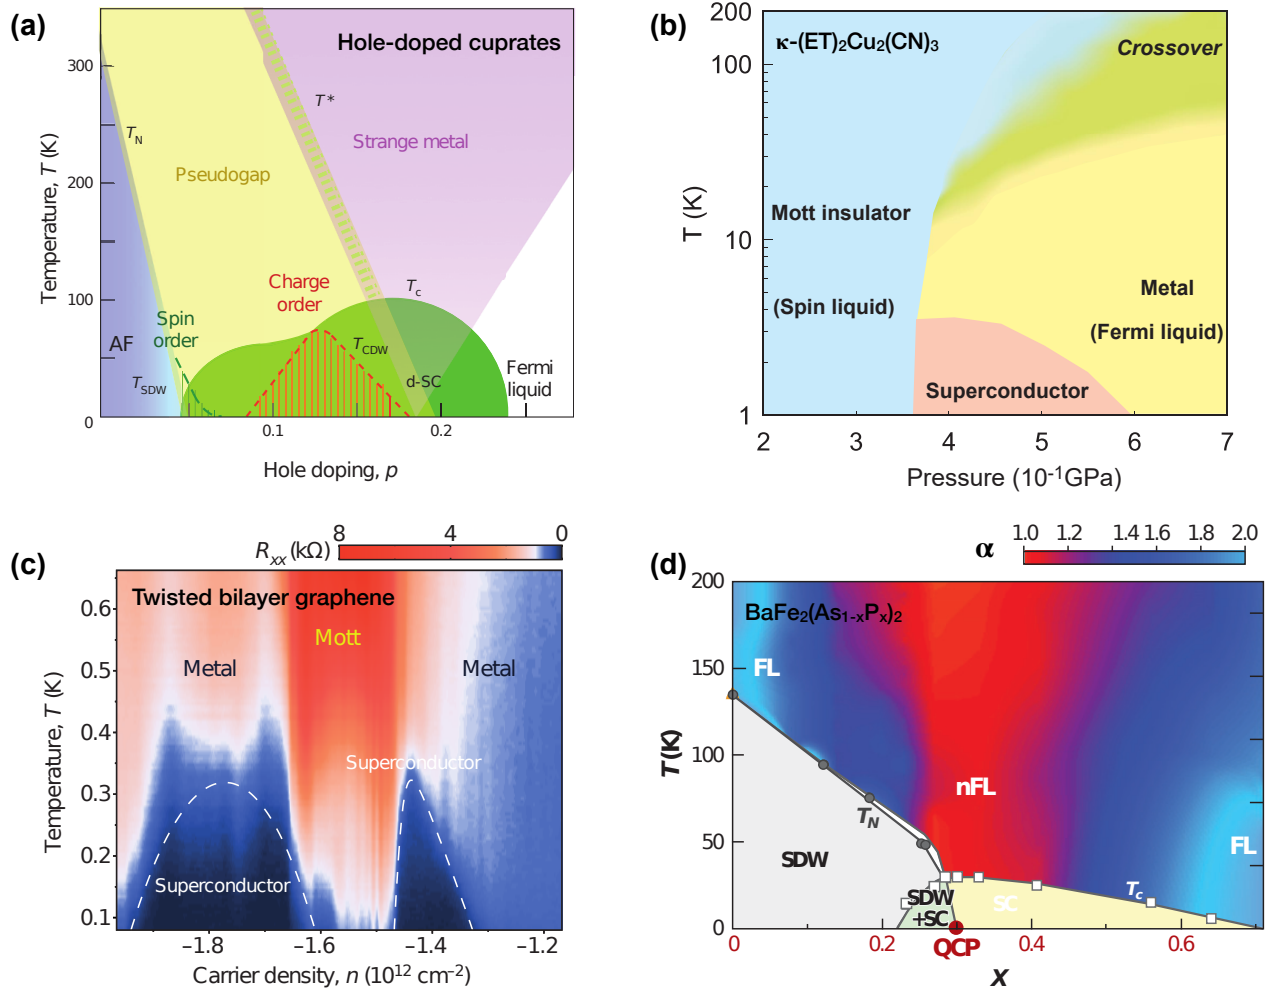 (a)
Hole-doped cuprates
300
T*
T_N
Strange metal
Pseudogap
200
Temperature, T (K)
Charge
order
T_c
100
Spin
order
AF
T_CDW
T_SDW
d-SC
Fermi
liquid
0
0.1
0.2
Hole doping, p
(b)
200
κ-(ET)2Cu2(CN)3
Crossover
100
T (K)
Mott insulator
10
Metal
(Spin liquid)
(Fermi liquid)
Superconductor
1
2
3
4
5
6
7
Pressure (10⁻¹GPa)
(c)
R_xx (kΩ)
8
4
0
Twisted bilayer graphene
0.6
Mott
Metal
Metal
0.5
Temperature, T (K)
0.4
Superconductor
0.3
0.2
Superconductor
0.1
−1.8
−1.6
−1.4
−1.2
Carrier density, n (10¹² cm⁻²)
(d)
α
1.0
1.2
1.4
1.6
2.0
200
BaFe2(As1-xPx)2
FL
150
T(K)
100
nFL
T_N
50
SDW
FL
SDW
+SC
SC
T_c
0
0
0.2
QCP
0.4
0.6
X